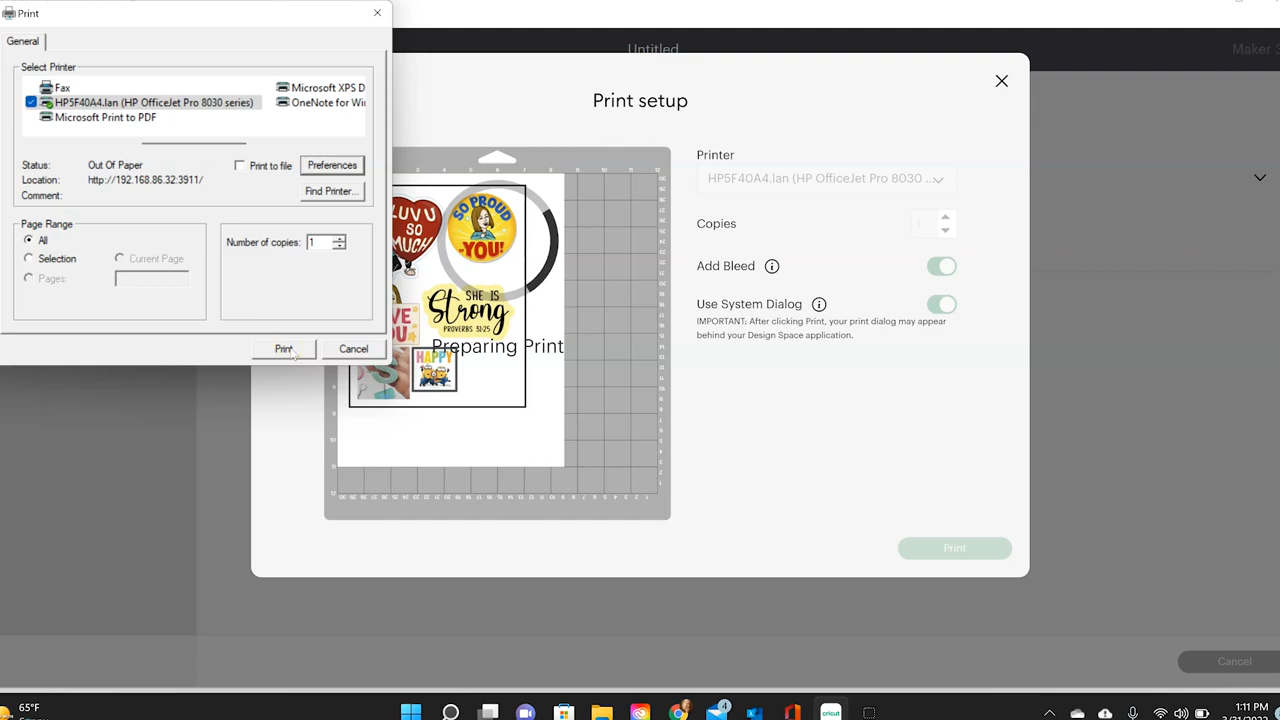 Print
General
Select Printer
Fax
HP5F40A4.lan (HP OfficeJet Pro 8030 series)
Microsoft Print to PDF
Microsoft XPS D
OneNote for Wi
Status: Out Of Paper
Location: http://192.168.86.32:3911/
Comment:
Print to file
Preferences
Find Printer...
Page Range
All
Selection
Current Page
Pages:
Number of copies: 1
Print
Cancel
Untitled
Maker
Print setup
LUV U
SO
MUCH
SO PROUD
YOU!
SHE IS
Strong
PROVERBS 31:25
HAPPY
Preparing Print
Printer
HP5F40A4.lan (HP OfficeJet Pro 8030 ...
Copies
1
Add Bleed
Use System Dialog
IMPORTANT: After clicking Print, your print dialog may appear
behind your Design Space application.
Print
Cancel
65°F
4
cricut
1:11 PM